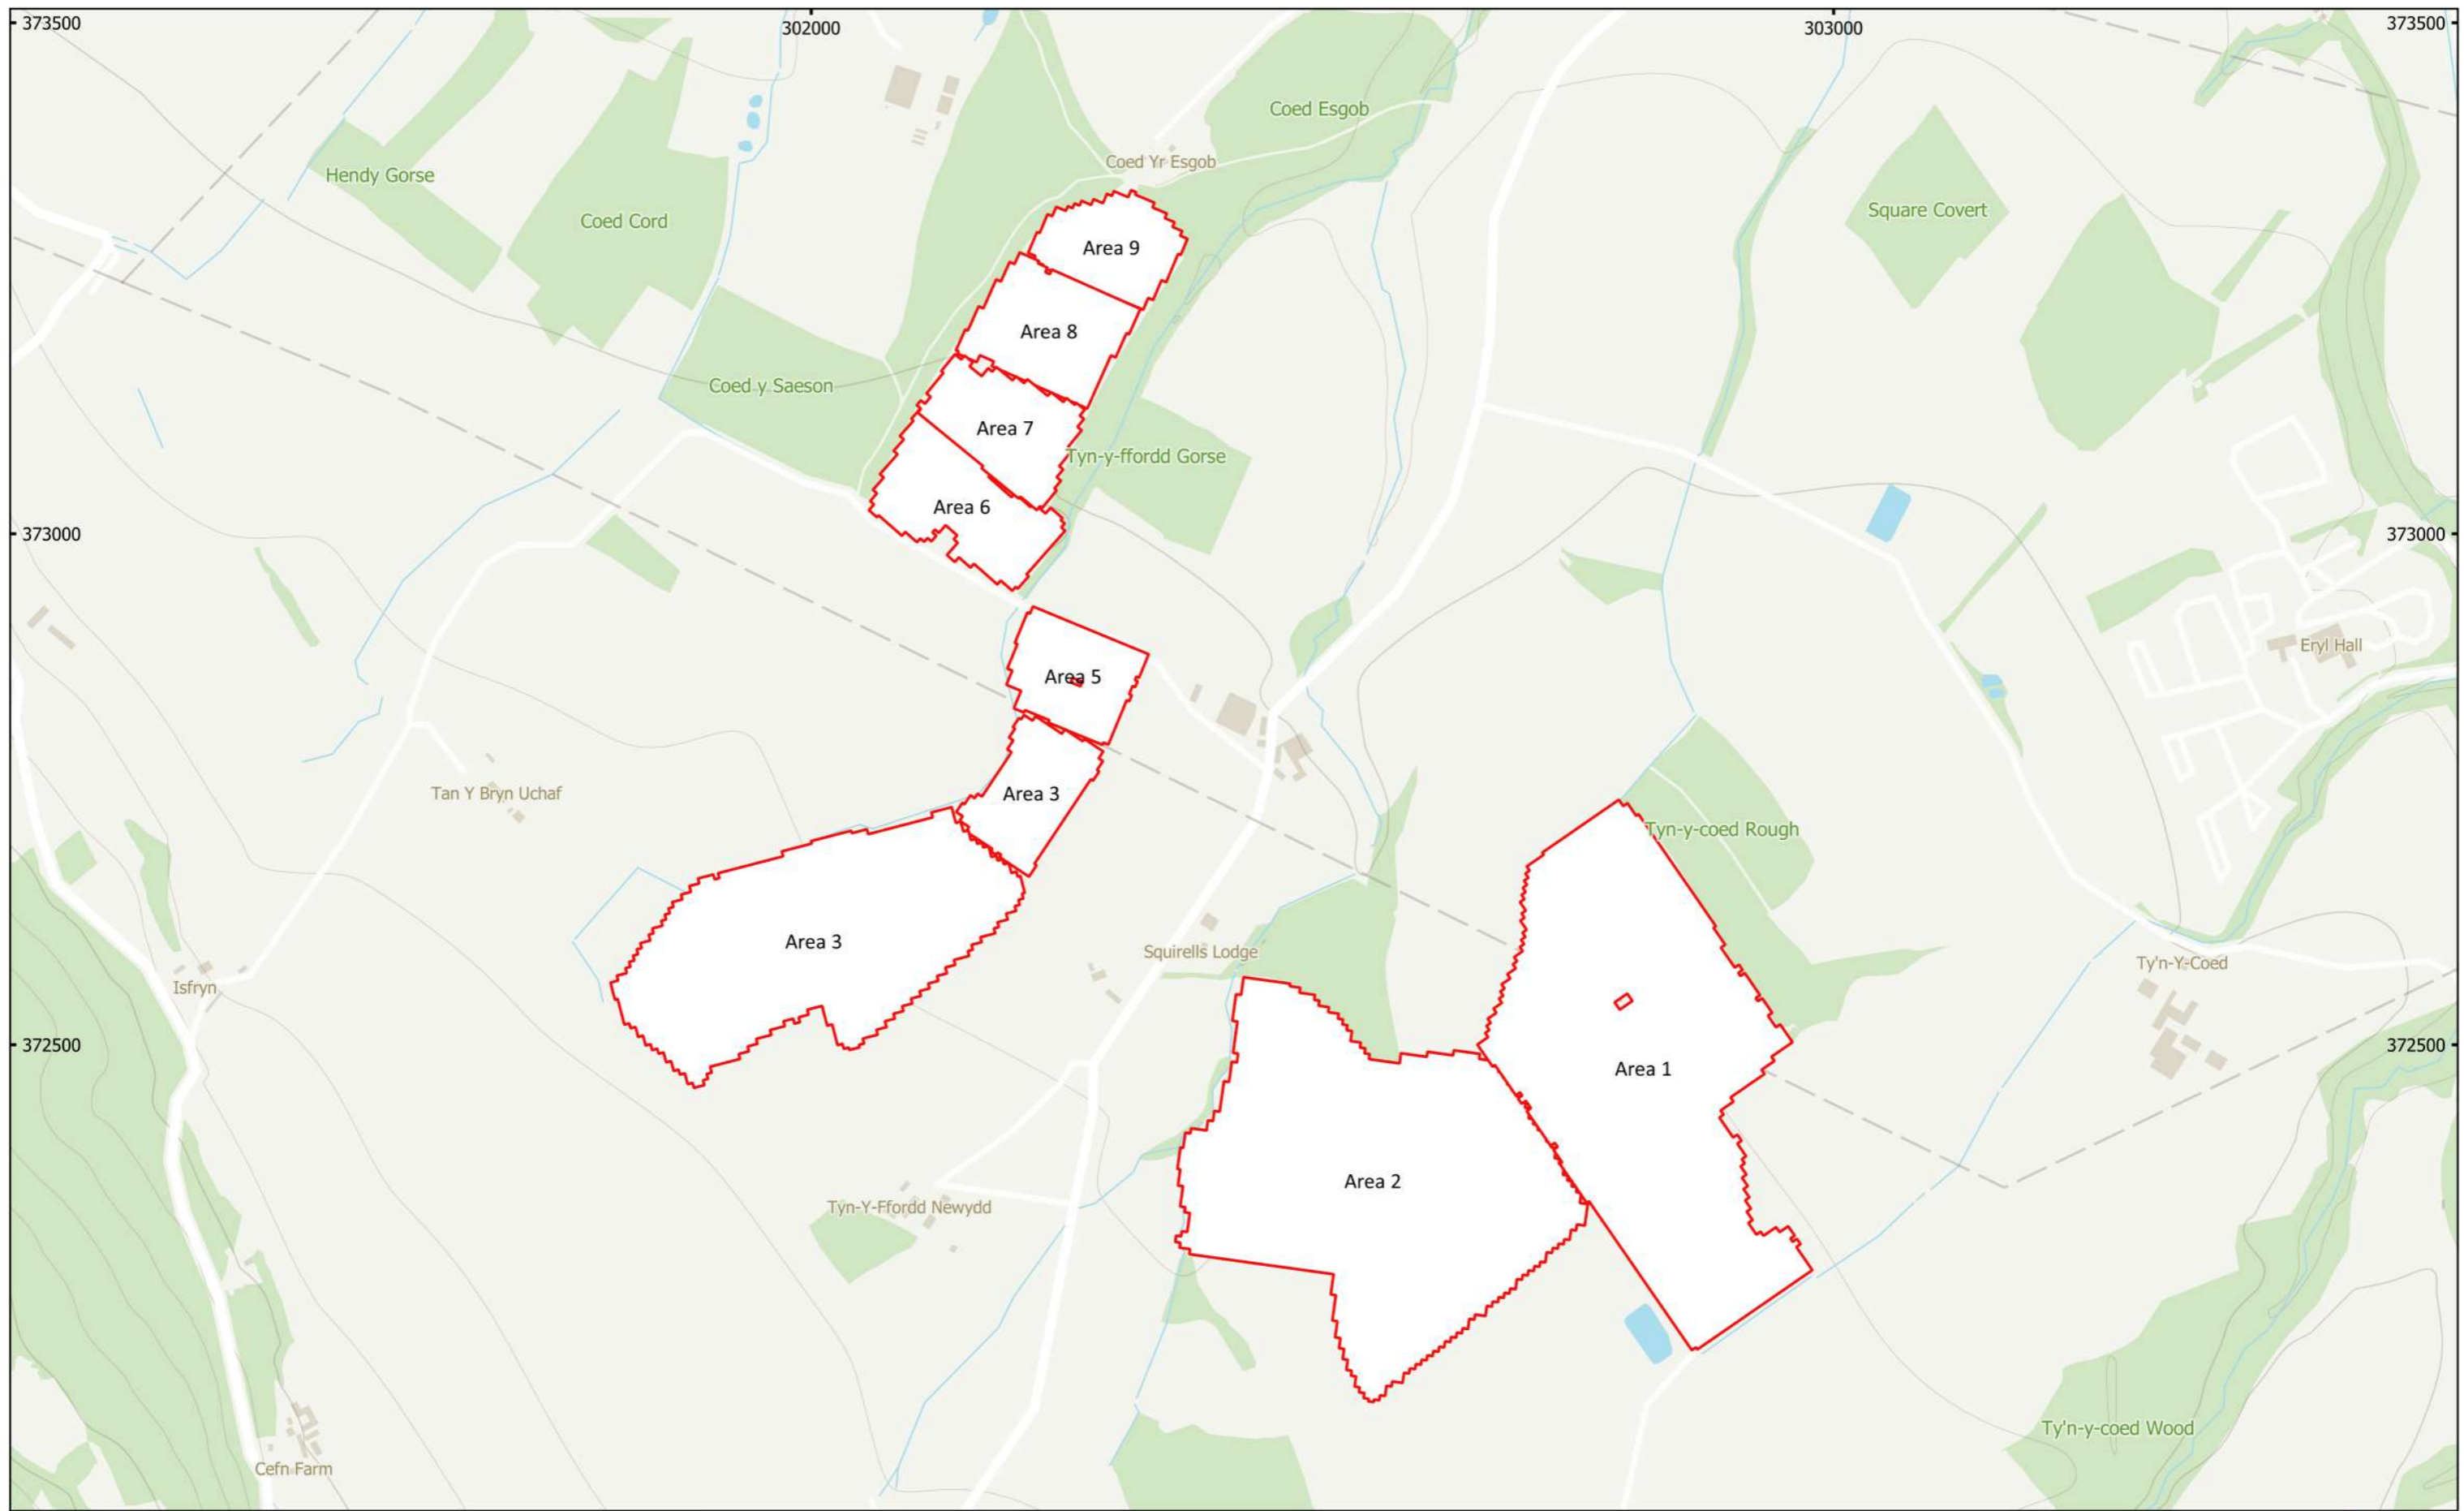 373500
302000
303000
373500
Coed Esgob
Coed Yr Esgob
Hendy Gorse
Square Covert
Coed Cord
Area 9
Area 8
Coed y Saeson
Area 7
Tyn-y-ffordd Gorse
Area 6
373000
373000
Eryl Hall
Area 5
Tan Y Bryn Uchaf
Area 3
Tyn-y-coed Rough
Area 3
Squirells Lodge
Ty'n-Y-Coed
Isfryn
372500
372500
Area 1
Area 2
Tyn-Y-Ffordd Newydd
Ty'n-y-coed Wood
Cefn Farm